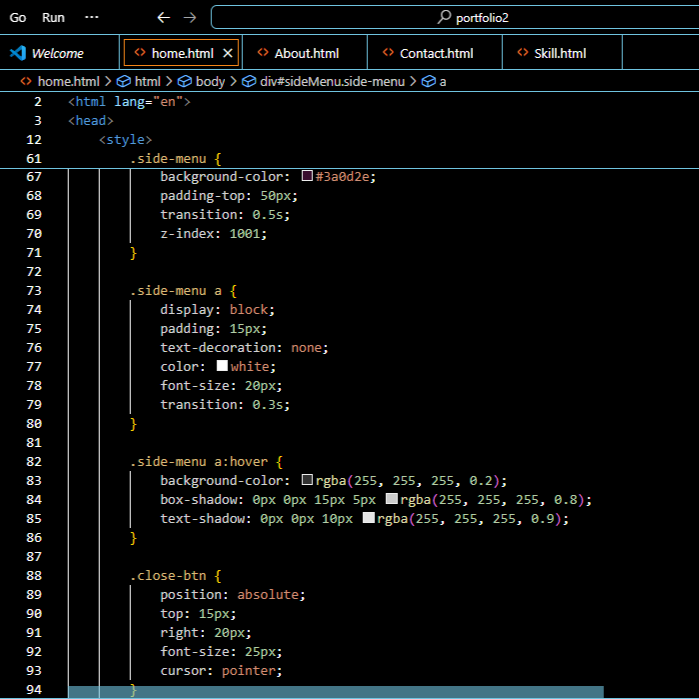 Go Run ··· ← → portfolio2
Welcome <> home.html × <> About.html <> Contact.html <> Skill.html
<> home.html > html > body > div#sideMenu.side-menu > a
2 <html lang="en">
3 <head>
12 <style>
61 .side-menu {
67 background-color: #3a0d2e;
68 padding-top: 50px;
69 transition: 0.5s;
70 z-index: 1001;
71 }
72
73 .side-menu a {
74 display: block;
75 padding: 15px;
76 text-decoration: none;
77 color: white;
78 font-size: 20px;
79 transition: 0.3s;
80 }
81
82 .side-menu a:hover {
83 background-color: rgba(255, 255, 255, 0.2);
84 box-shadow: 0px 0px 15px 5px rgba(255, 255, 255, 0.8);
85 text-shadow: 0px 0px 10px rgba(255, 255, 255, 0.9);
86 }
87
88 .close-btn {
89 position: absolute;
90 top: 15px;
91 right: 20px;
92 font-size: 25px;
93 cursor: pointer;
94 }